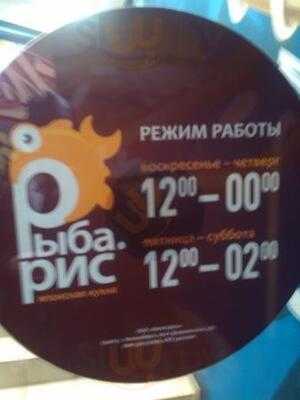 Рыба.
Рис
японская кухня
РЕЖИМ РАБОТЫ
воскресенье – четверг
12⁰⁰ – 00⁰⁰
пятница – суббота
12⁰⁰ – 02⁰⁰